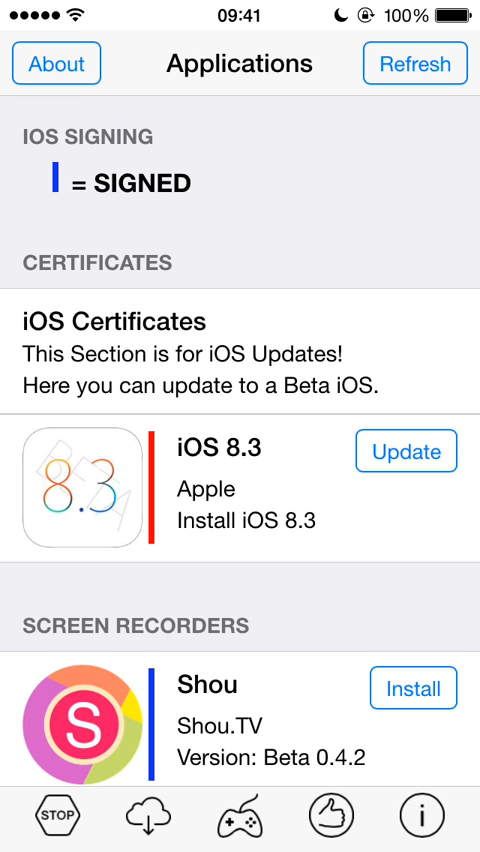 09:41
100%
About
Applications
Refresh
IOS SIGNING
= SIGNED
CERTIFICATES
iOS Certificates
This Section is for iOS Updates!
Here you can update to a Beta iOS.
BETA
8.3
iOS 8.3
Update
Apple
Install iOS 8.3
SCREEN RECORDERS
S
Shou
Install
Shou.TV
Version: Beta 0.4.2
STOP
i